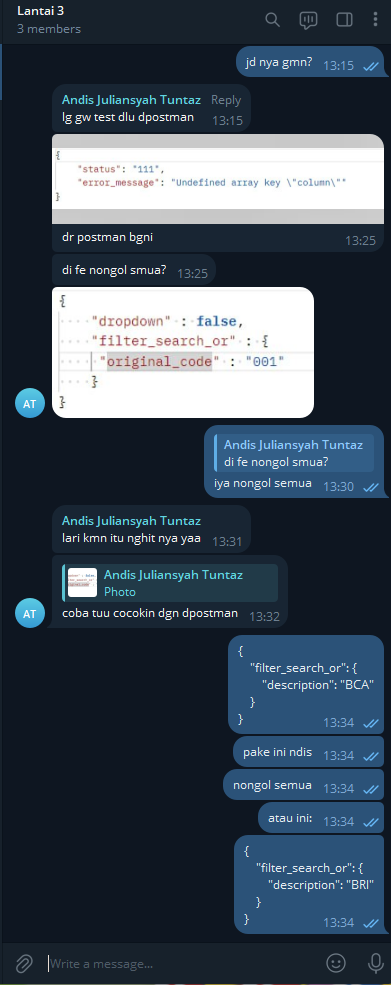 Lantai 3
3 members
jd nya gmn? 13:15
Andis Juliansyah Tuntaz Reply
lg gw test dlu dpostman 13:15
{
"status": "111",
"error_message": "Undefined array key \"column\""
}
dr postman bgni 13:25
di fe nongol smua? 13:25
{
"dropdown" : false,
"filter_search_or" : {
"original_code" : "001"
}
}
AT
Andis Juliansyah Tuntaz
di fe nongol smua?
iya nongol semua 13:30
Andis Juliansyah Tuntaz
lari kmn itu nghit nya yaa 13:31
Andis Juliansyah Tuntaz
Photo
coba tuu cocokin dgn dpostman 13:32
AT
{
"filter_search_or": {
"description": "BCA"
}
}
13:34
pake ini ndis 13:34
nongol semua 13:34
atau ini: 13:34
{
"filter_search_or": {
"description": "BRI"
}
}
13:34
Write a message...